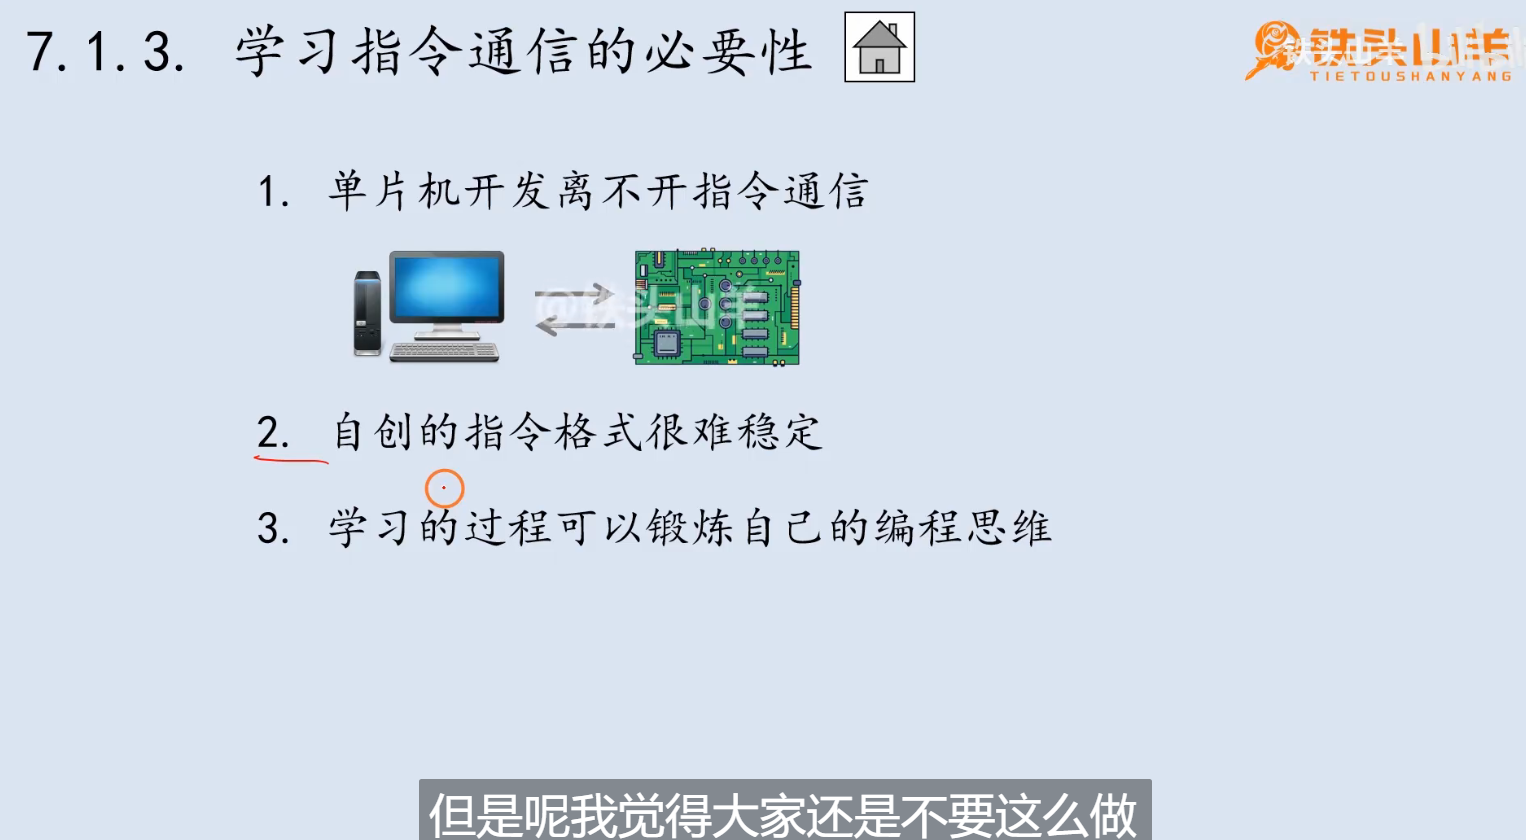 7.1.3. 学习指令通信的必要性
铁头山羊
TIETOUSHANYANG
铁头山羊
1. 单片机开发离不开指令通信
@铁头山羊
2. 自创的指令格式很难稳定
3. 学习的过程可以锻炼自己的编程思维
但是呢我觉得大家还是不要这么做